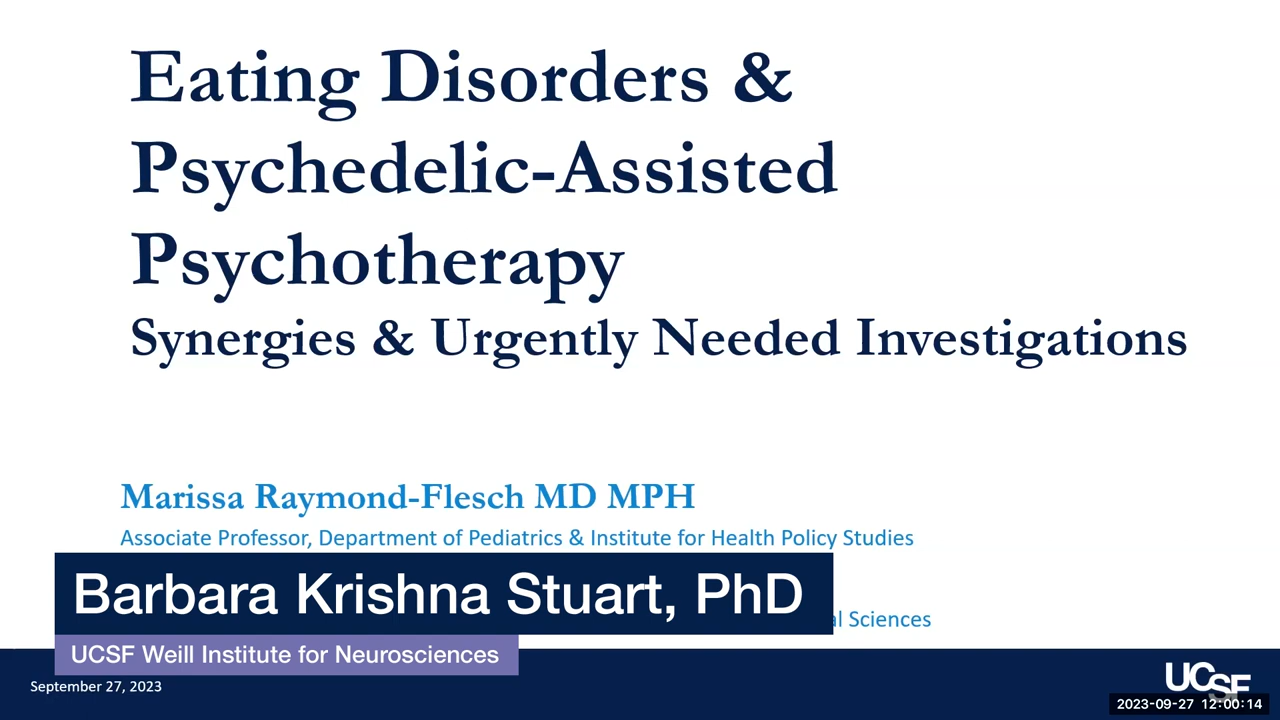 Eating Disorders &
Psychedelic-Assisted
Psychotherapy
Synergies & Urgently Needed Investigations
Marissa Raymond-Flesch MD MPH
Associate Professor, Department of Pediatrics & Institute for Health Policy Studies
Barbara Krishna Stuart, PhD
Sciences
UCSF Weill Institute for Neurosciences
September 27, 2023
UCSF
2023-09-27 12:00:14